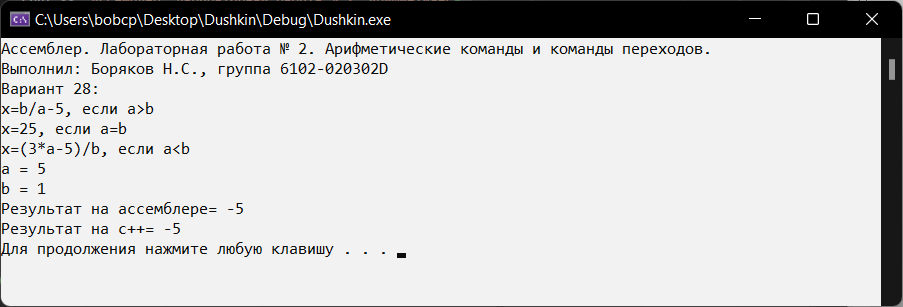 C:\Users\bobcp\Desktop\Dushkin\Debug\Dushkin.exe
Ассемблер. Лабораторная работа № 2. Арифметические команды и команды переходов.
Выполнил: Боряков Н.С., группа 6102-020302D
Вариант 28:
x=b/a-5, если a>b
x=25, если a=b
x=(3*a-5)/b, если a<b
a = 5
b = 1
Результат на ассемблере= -5
Результат на c++= -5
Для продолжения нажмите любую клавишу . . .